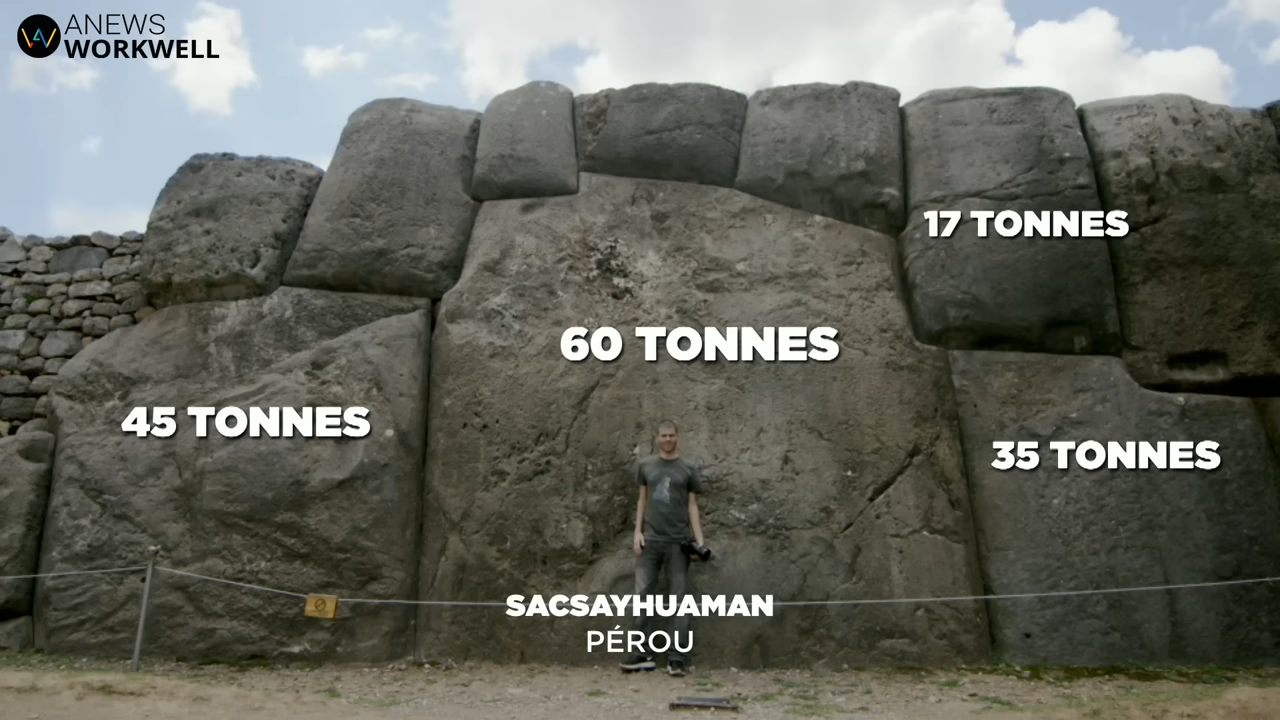 ANEWS
WORKWELL
17 TONNES
60 TONNES
45 TONNES
35 TONNES
SACSAYHUAMAN
PÉROU